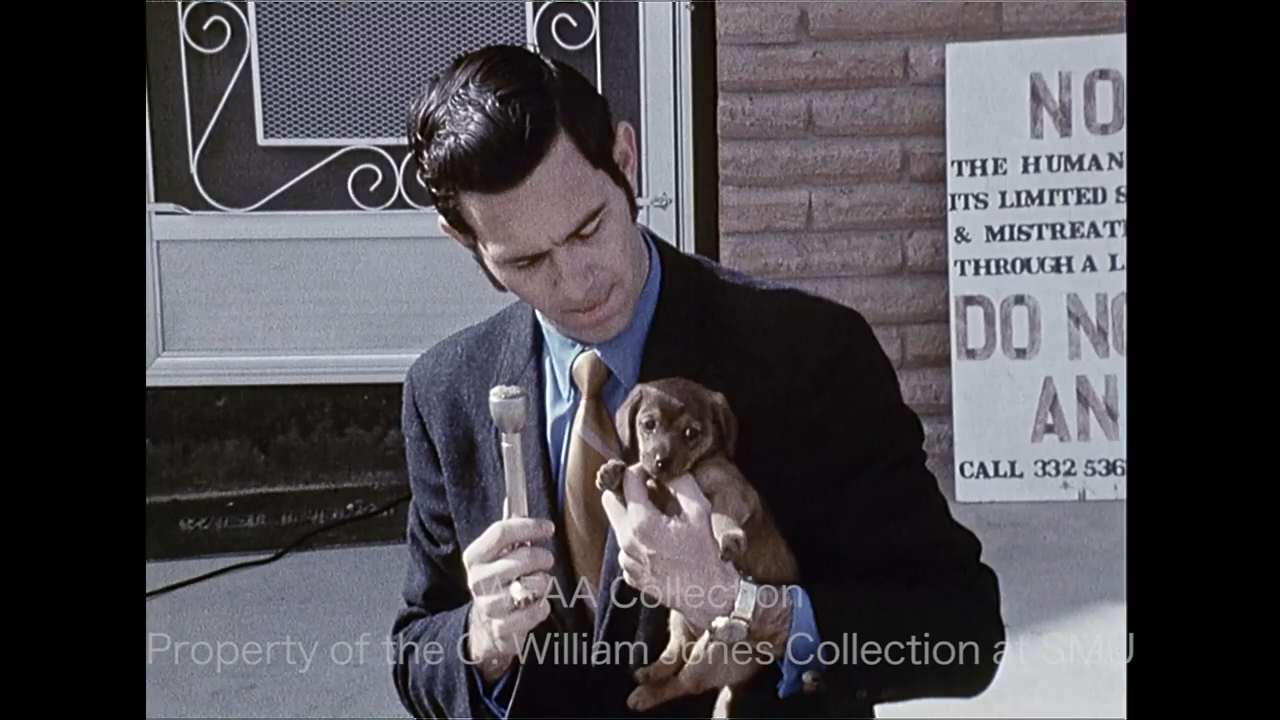 NO
THE HUMAN
ITS LIMITED S
& MISTREAT
THROUGH A L
DO NO
AN
CALL 332 536
WFAA Collection
Property of the G. William Jones Collection at SMU